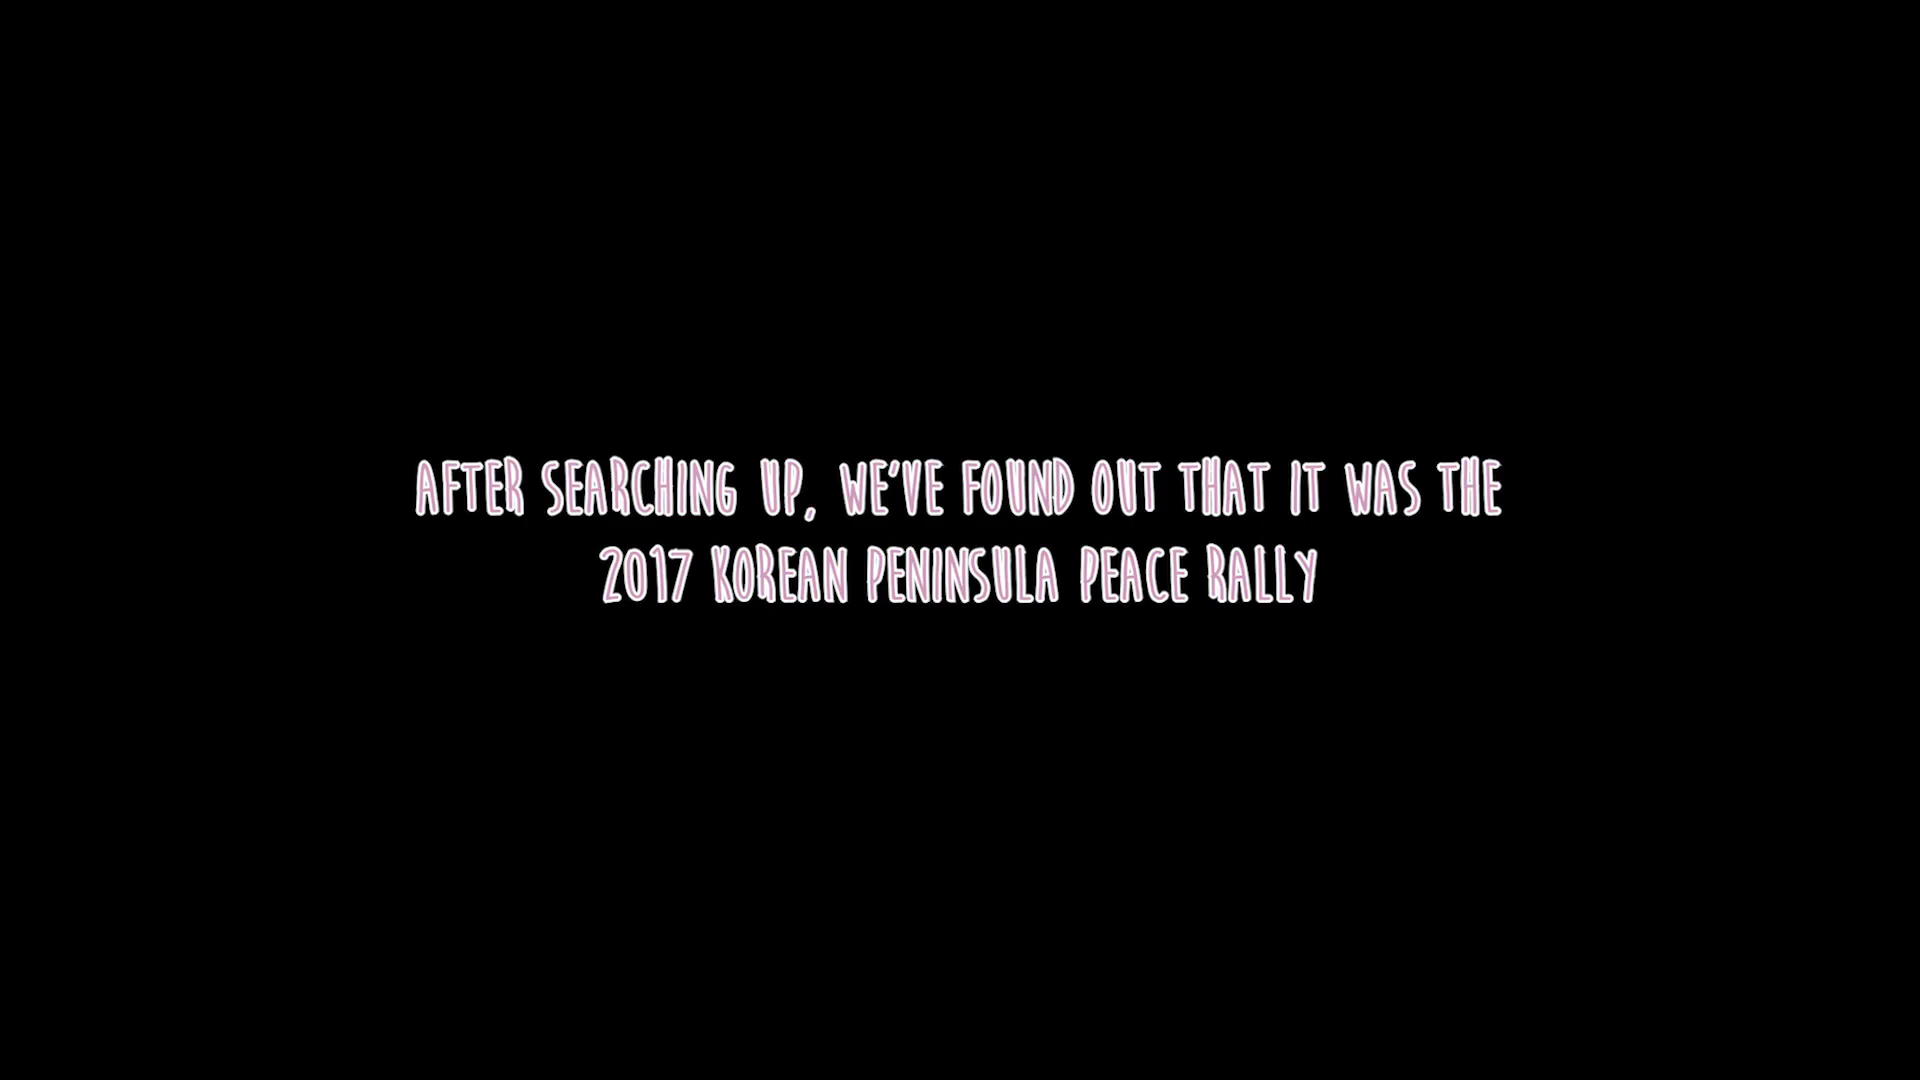 AFTER SEARCHING UP, WE'VE FOUND OUT THAT IT WAS THE
2017 KOREAN PENINSULA PEACE RALLY